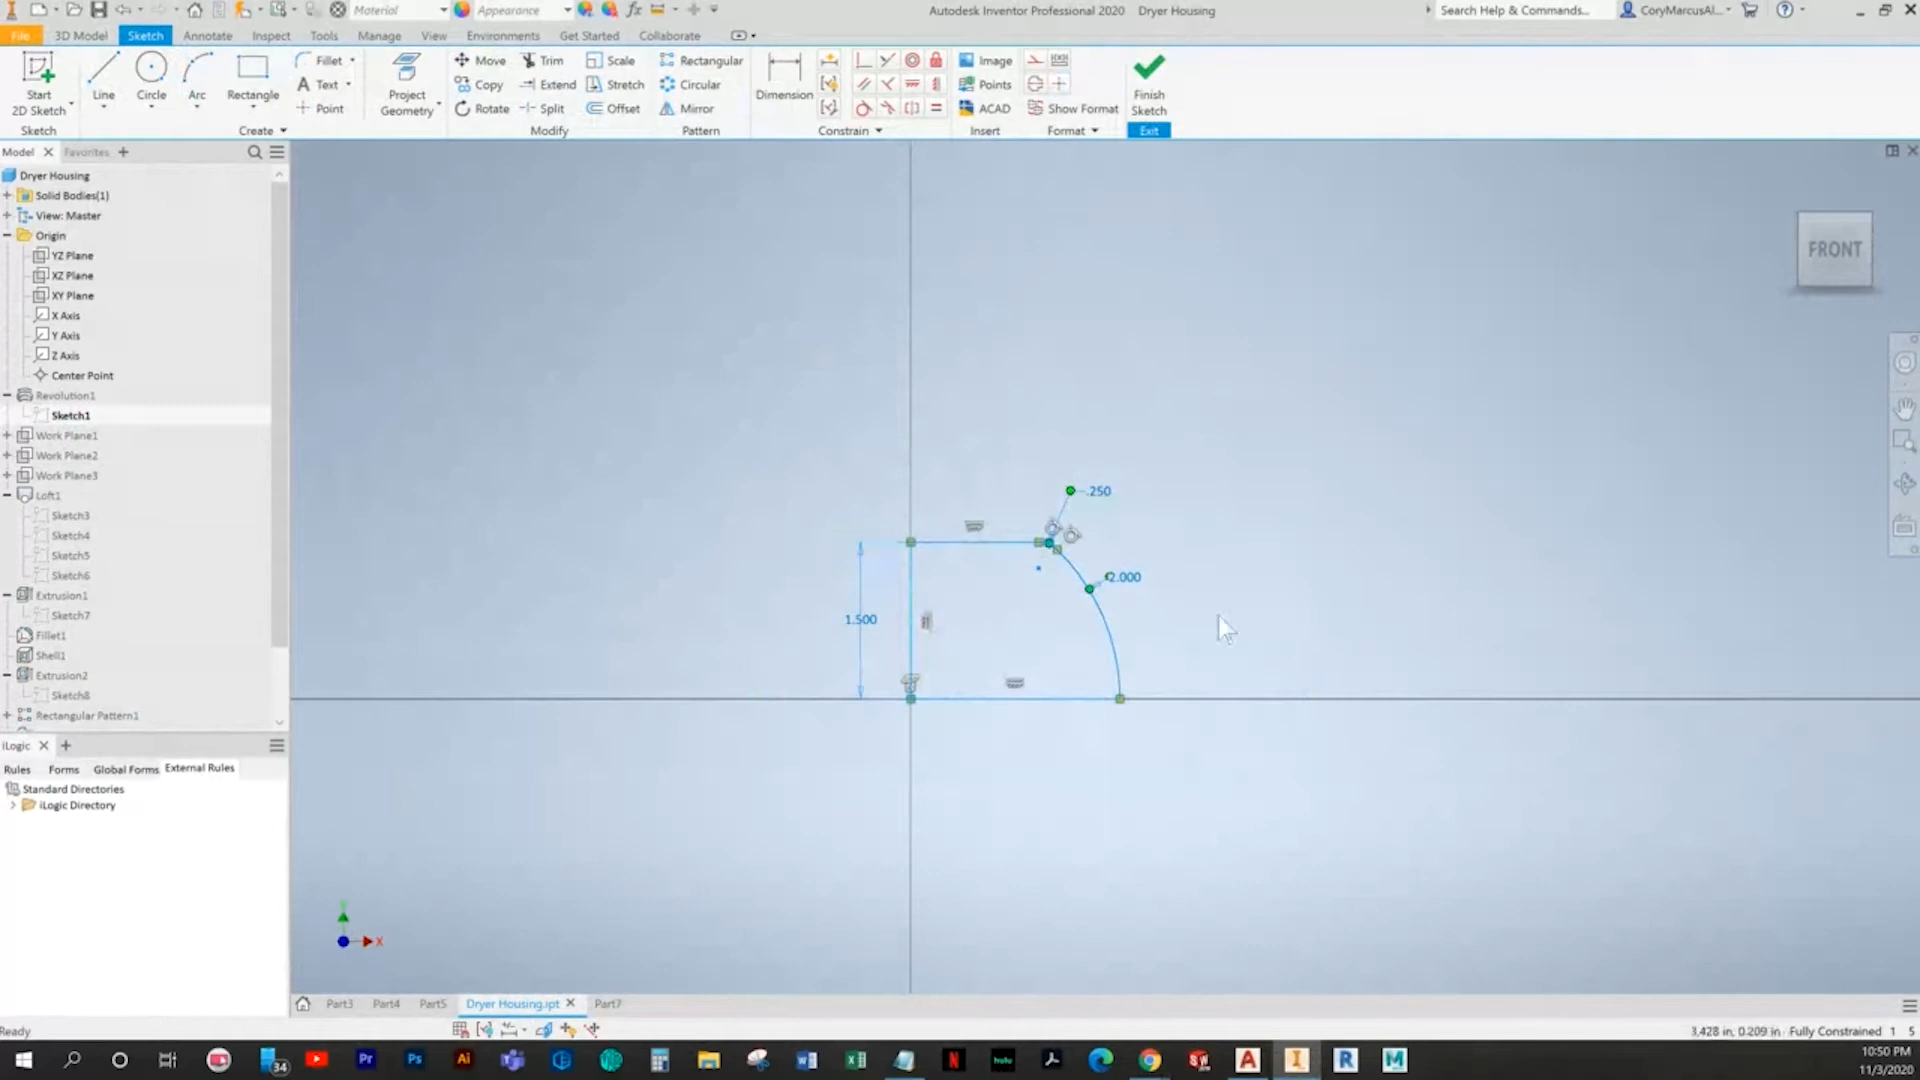 Material
Appearance
Autodesk Inventor Professional 2020 Dryer Housing
Search Help & Commands...
CoryMarcusAl...
File 3D Model Sketch Annotate Inspect Tools Manage View Environments Get Started Collaborate
Start
2D Sketch
Line
Circle
Arc
Rectangle
Fillet
Text
Point
Project
Geometry
Move
Copy
Rotate
Trim
Extend
Split
Scale
Stretch
Offset
Rectangular
Circular
Mirror
Dimension
Image
Points
ACAD
Show Format
Finish
Sketch
Sketch
Create
Modify
Pattern
Constrain
Insert
Format
Exit
Model
Favorites
Dryer Housing
Solid Bodies(1)
View: Master
Origin
YZ Plane
XZ Plane
XY Plane
X Axis
Y Axis
Z Axis
Center Point
Revolution1
Sketch1
Work Plane1
Work Plane2
Work Plane3
Loft1
Sketch3
Sketch4
Sketch5
Sketch6
Extrusion1
Sketch7
Fillet1
Shell1
Extrusion2
Sketch8
Rectangular Pattern1
iLogic
Rules Forms Global Forms External Rules
Standard Directories
iLogic Directory
FRONT
.250
2.000
1.500
X
Part3 Part4 Part5 Dryer Housing.ipt Part7
Ready
3.428 in, 0.209 in Fully Constrained 1 5
34
Pr
Ps
Ai
N
hulu
SW
A
I
R
M
10:50 PM
11/3/2020